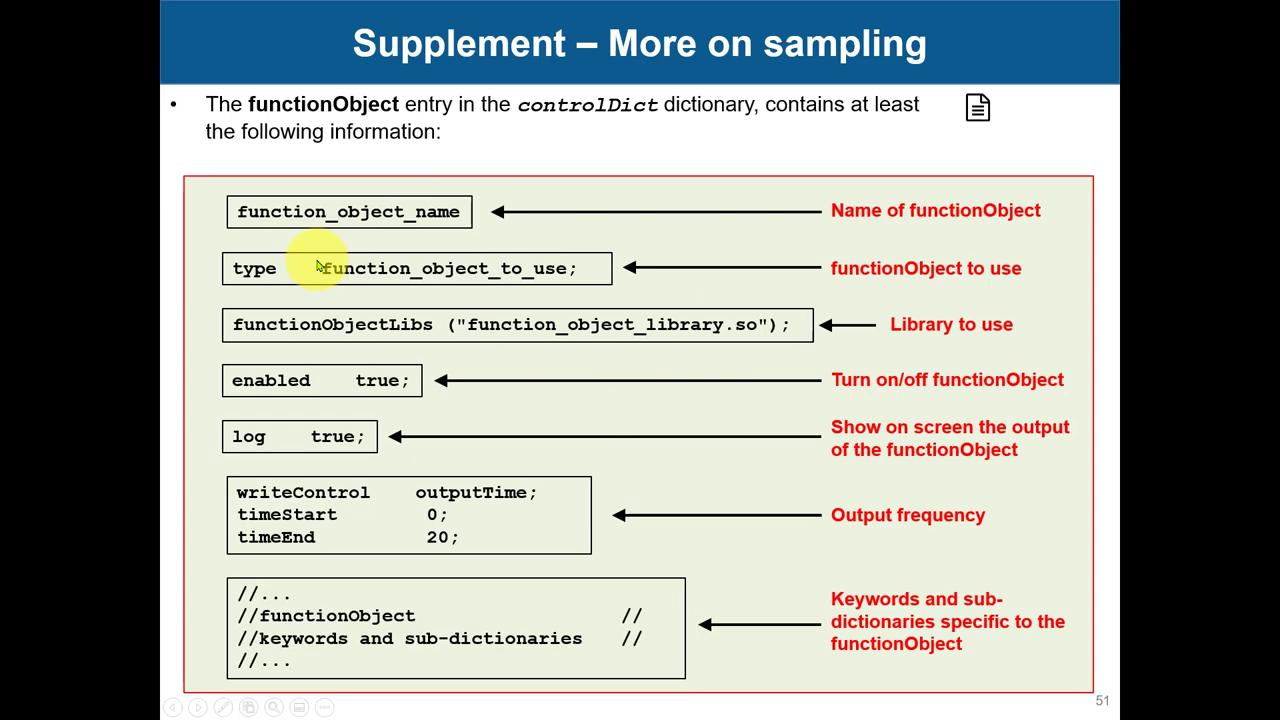 Supplement – More on sampling
• The functionObject entry in the controlDict dictionary, contains at least
the following information:
function_object_name
Name of functionObject
type function_object_to_use;
functionObject to use
functionObjectLibs ("function_object_library.so");
Library to use
enabled true;
Turn on/off functionObject
log true;
Show on screen the output
of the functionObject
writeControl outputTime;
timeStart 0;
timeEnd 20;
Output frequency
//...
//functionObject //
//keywords and sub-dictionaries //
//...
Keywords and sub-
dictionaries specific to the
functionObject
51